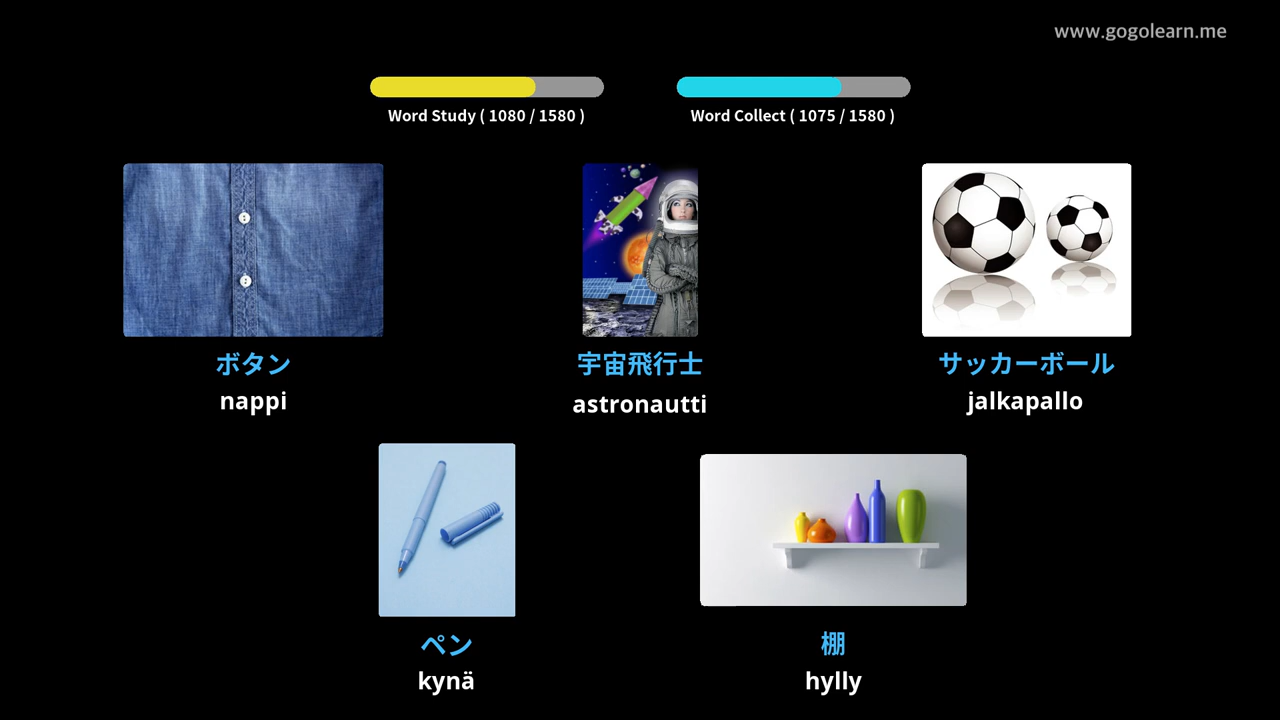 www.gogolearn.me
Word Study ( 1080 / 1580 )
Word Collect ( 1075 / 1580 )
ボタン
nappi
宇宙飛行士
astronautti
サッカーボール
jalkapallo
ペン
kynä
棚
hylly